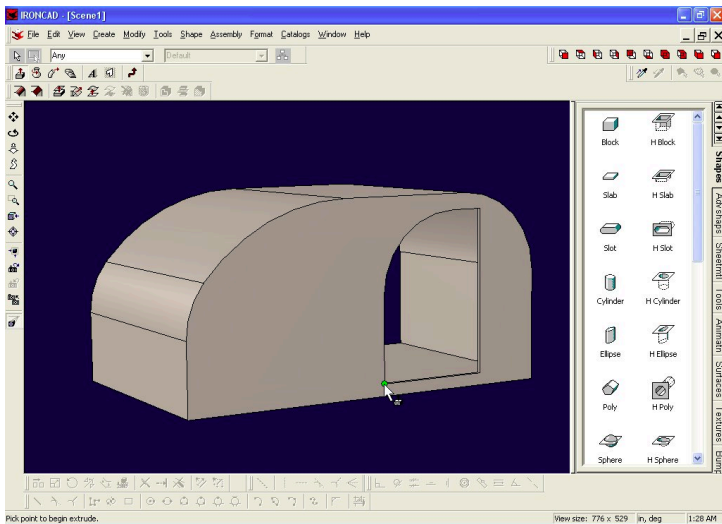 IRONCAD - [Scene1]
File Edit View Create Modify Tools Shape Assembly Format Catalogs Window Help
Any Default
Block H Block
Slab H Slab
Slot H Slot
Cylinder H Cylinder
Ellipse H Ellipse
Poly H Poly
Sphere H Sphere
Shapes
Adv shaps
Sheetmtl
Tools
Animatn
Surfaces
Textures
Bump
Pick point to begin extrude.
View size: 776 x 529 in, deg 1:28 AM